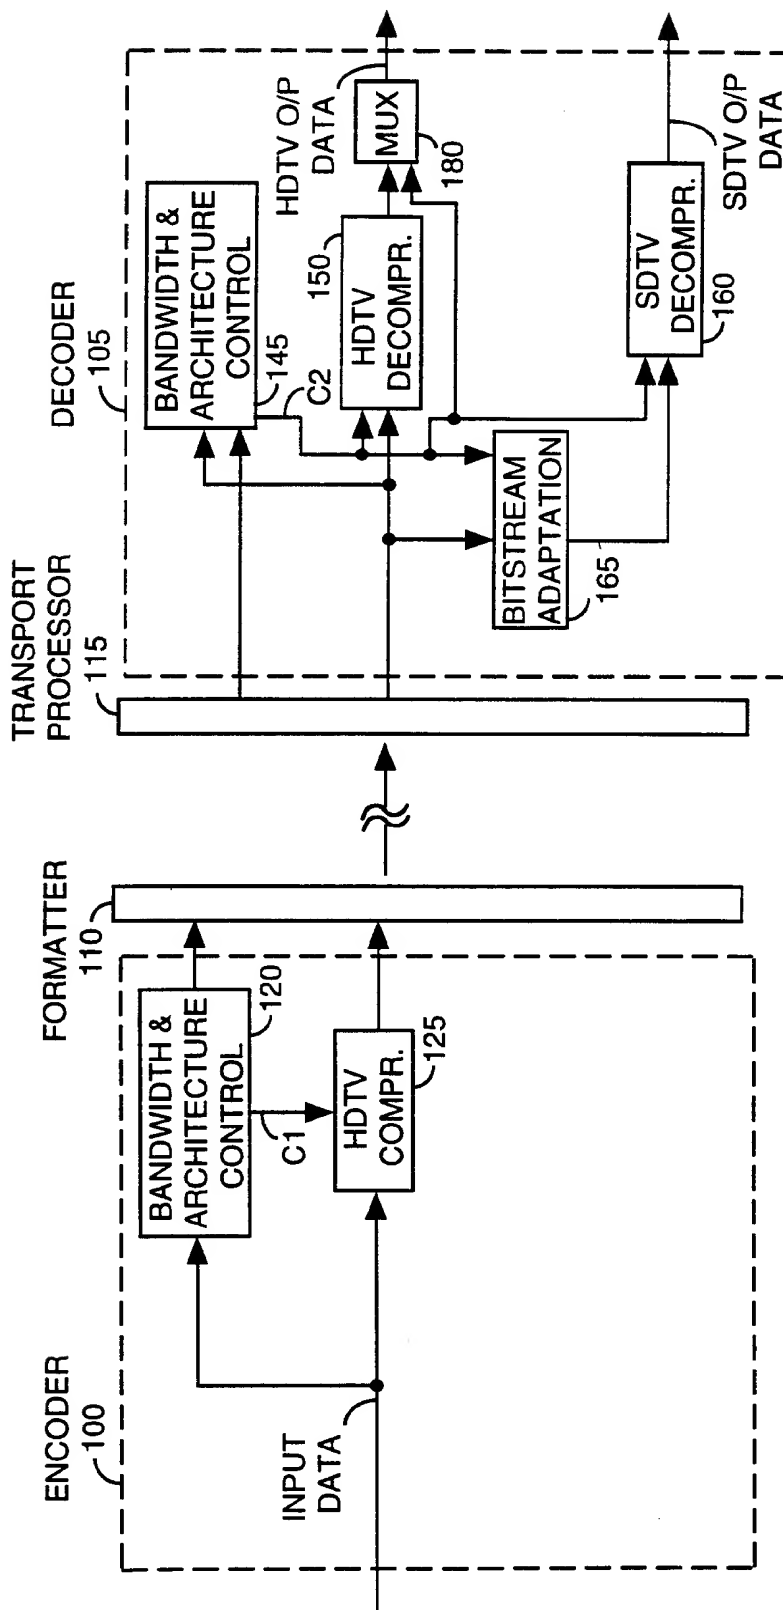 ENCODER
100
INPUT
DATA
BANDWIDTH &
ARCHITECTURE
CONTROL
120
C1
HDTV
COMPR.
125
FORMATTER
110
TRANSPORT
PROCESSOR
115
DECODER
105
BANDWIDTH &
ARCHITECTURE
CONTROL
145
C2
HDTV
DECOMPR.
150
BITSTREAM
ADAPTATION
165
HDTV O/P
DATA
MUX
180
SDTV
DECOMPR.
160
SDTV O/P
DATA